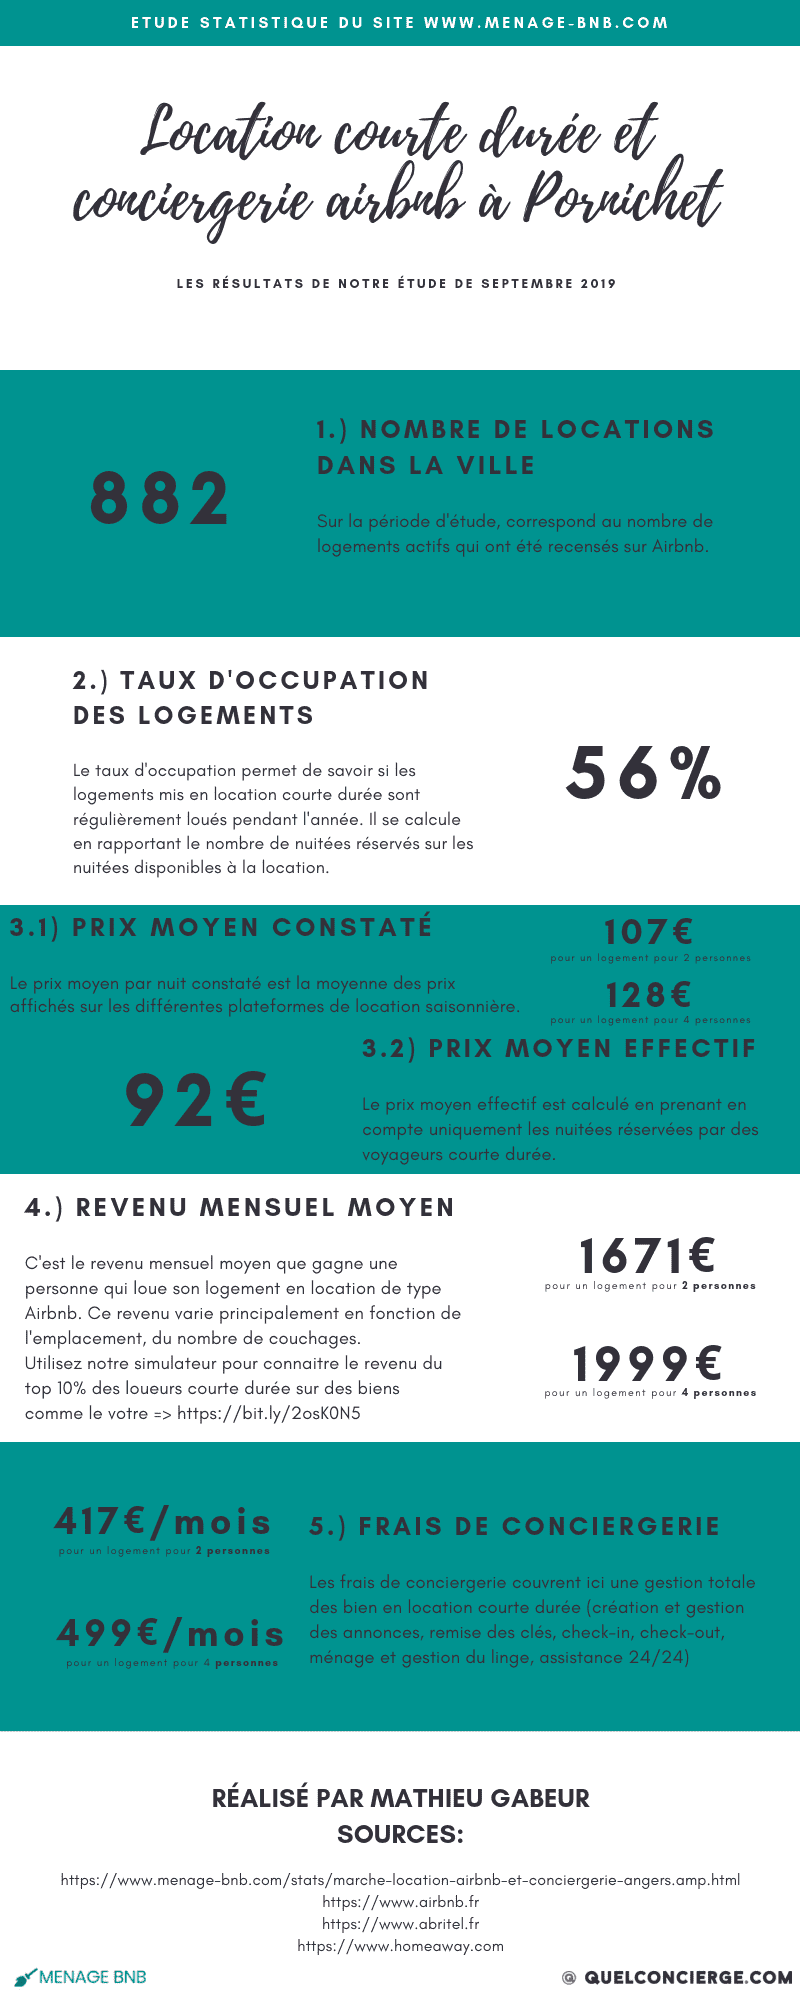 ETUDE STATISTIQUE DU SITE WWW.MENAGE-BNB.COM
Location courte durée et
conciergerie airbnb à Pornichet
LES RÉSULTATS DE NOTRE ÉTUDE DE SEPTEMBRE 2019
882
1.) NOMBRE DE LOCATIONS
DANS LA VILLE
Sur la période d'étude, correspond au nombre de
logements actifs qui ont été recensés sur Airbnb.
2.) TAUX D'OCCUPATION
DES LOGEMENTS
Le taux d'occupation permet de savoir si les
logements mis en location courte durée sont
régulièrement loués pendant l'année. Il se calcule
en rapportant le nombre de nuitées réservés sur les
nuitées disponibles à la location.
56%
3.1) PRIX MOYEN CONSTATÉ
Le prix moyen par nuit constaté est la moyenne des prix
affichés sur les différentes plateformes de location saisonnière.
107€
pour un logement pour 2 personnes
128€
pour un logement pour 4 personnes
92€
3.2) PRIX MOYEN EFFECTIF
Le prix moyen effectif est calculé en prenant en
compte uniquement les nuitées réservées par des
voyageurs courte durée.
4.) REVENU MENSUEL MOYEN
C'est le revenu mensuel moyen que gagne une
personne qui loue son logement en location de type
Airbnb. Ce revenu varie principalement en fonction de
l'emplacement, du nombre de couchages.
Utilisez notre simulateur pour connaitre le revenu du
top 10% des loueurs courte durée sur des biens
comme le votre => https://bit.ly/2osK0N5
1671€
pour un logement pour 2 personnes
1999€
pour un logement pour 4 personnes
417€/mois
pour un logement pour 2 personnes
499€/mois
pour un logement pour 4 personnes
5.) FRAIS DE CONCIERGERIE
Les frais de conciergerie couvrent ici une gestion totale
des bien en location courte durée (création et gestion
des annonces, remise des clés, check-in, check-out,
ménage et gestion du linge, assistance 24/24)
RÉALISÉ PAR MATHIEU GABEUR
SOURCES:
https://www.menage-bnb.com/stats/marche-location-airbnb-et-conciergerie-angers.amp.html
https://www.airbnb.fr
https://www.abritel.fr
https://www.homeaway.com
MENAGE BNB
@ QUELCONCIERGE.COM